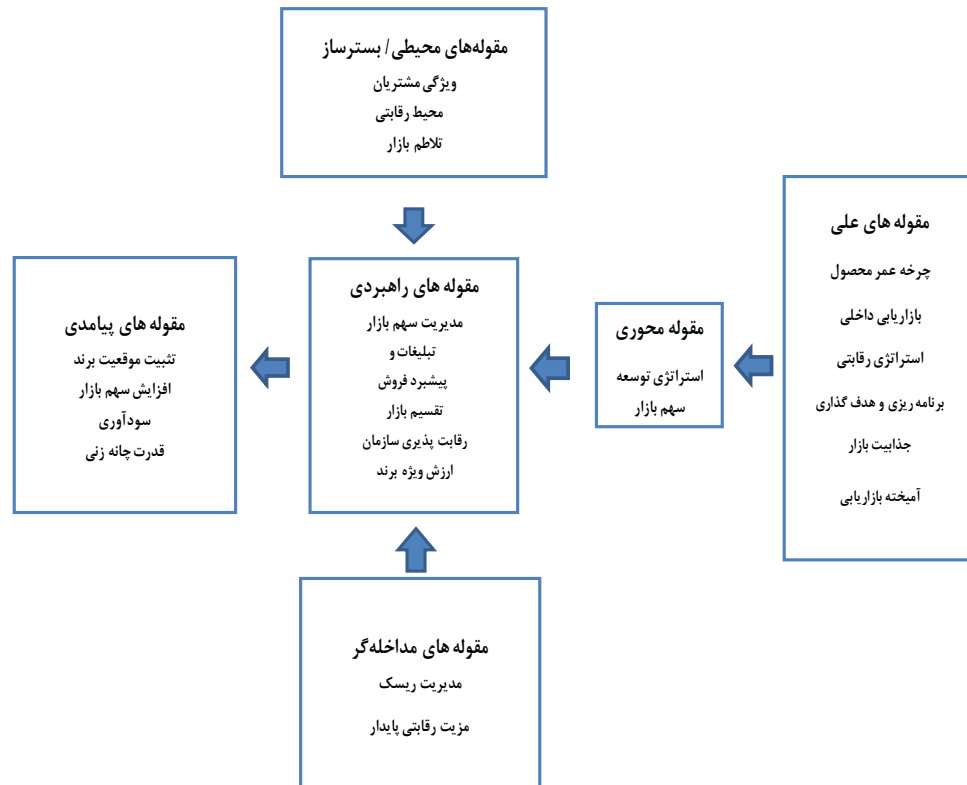 مقوله‌های محیطی/ بسترساز
ویژگی مشتریان
محیط رقابتی
تلاطم بازار
مقوله های علی
چرخه عمر محصول
بازاریابی داخلی
استراتژی رقابتی
برنامه ریزی و هدف گذاری
جذابیت بازار
آمیخته بازاریابی
مقوله محوری
استراتژی توسعه
سهم بازار
مقوله های راهبردی
مدیریت سهم بازار
تبلیغات و
پیشبرد فروش
تقسیم بازار
رقابت پذیری سازمان
ارزش ویژه برند
مقوله های پیامدی
تثبیت موقعیت برند
افزایش سهم بازار
سودآوری
قدرت چانه زنی
مقوله های مداخله‌گر
مدیریت ریسک
مزیت رقابتی پایدار